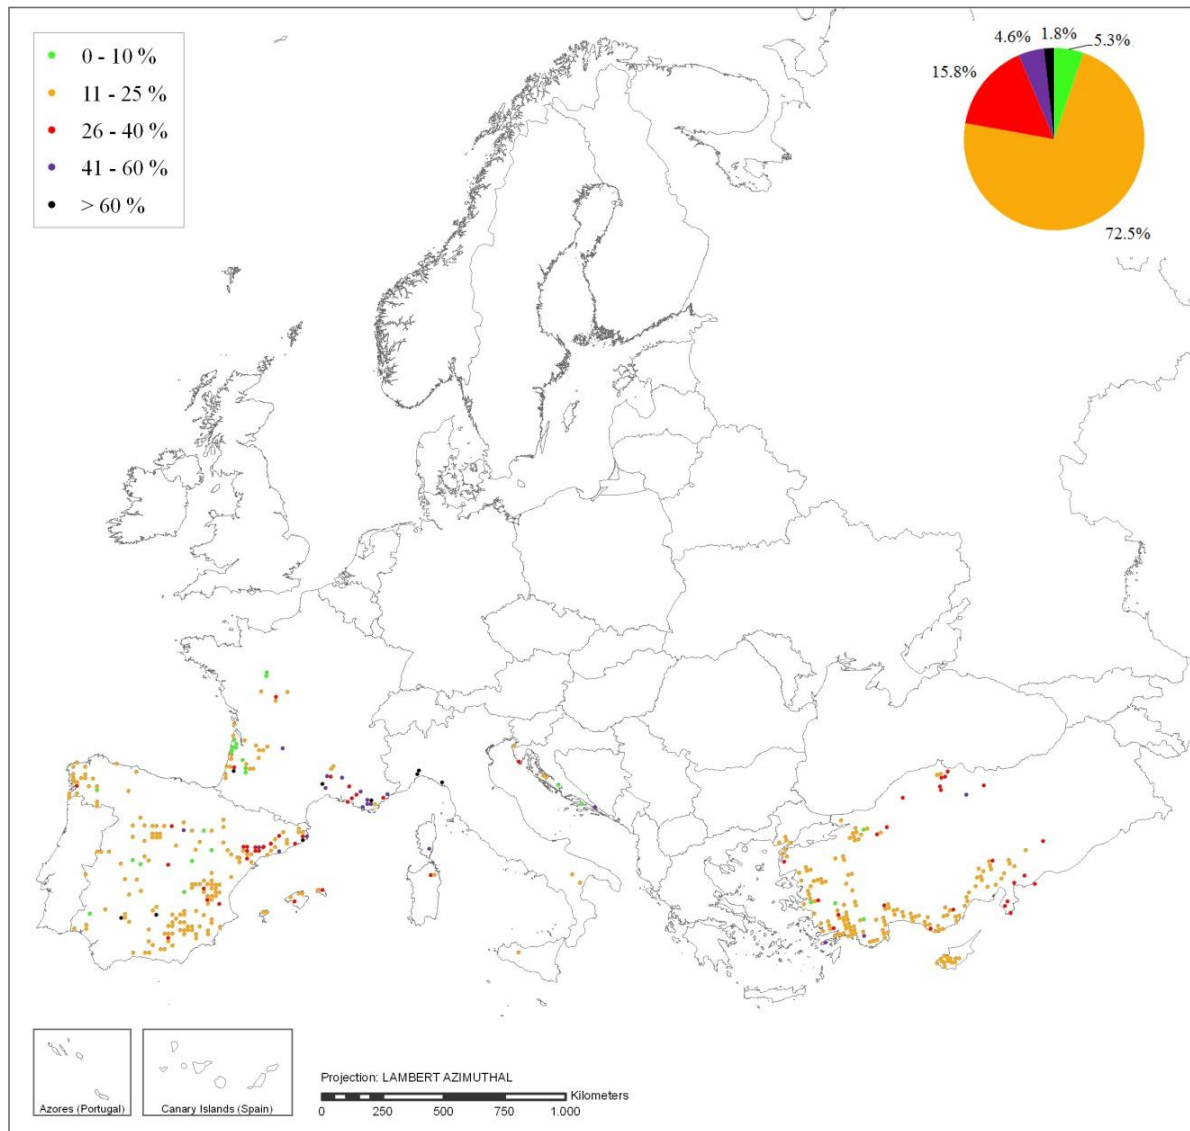 0 - 10 %
11 - 25 %
26 - 40 %
41 - 60 %
> 60 %
4.6%
1.8%
5.3%
15.8%
72.5%
Azores (Portugal)
Canary Islands (Spain)
Projection: LAMBERT AZIMUTHAL
Kilometers
0 250 500 750 1.000